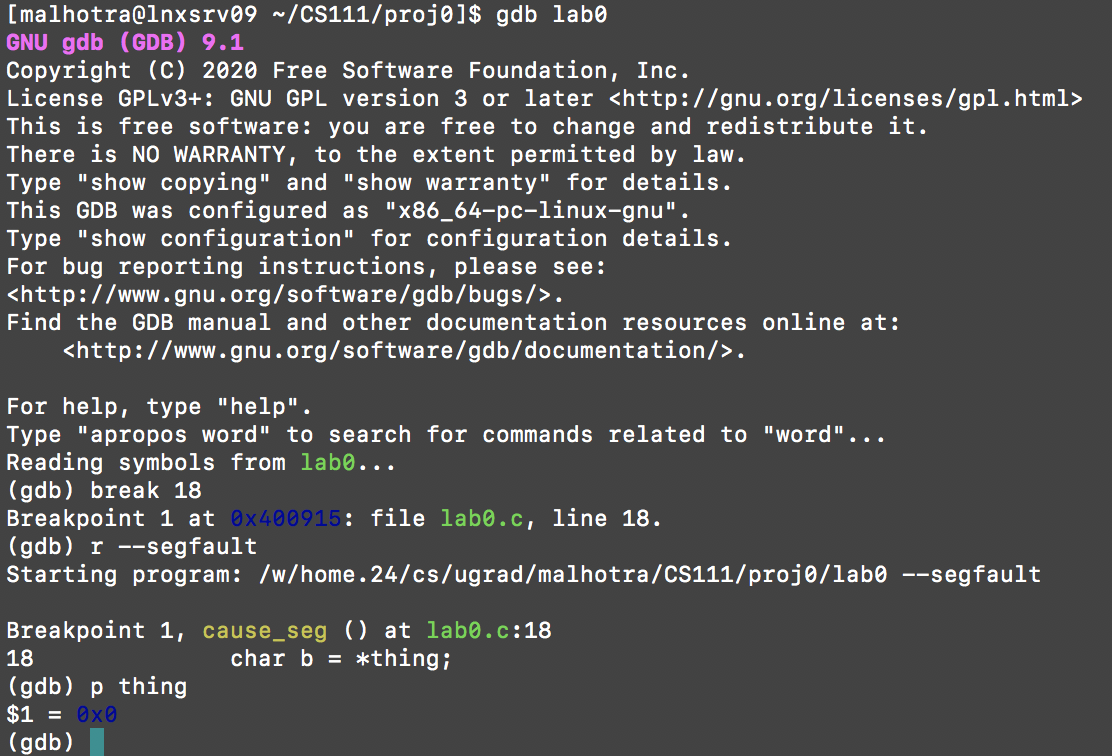 [malhotra@lnxsrv09 ~/CS111/proj0]$ gdb lab0
GNU gdb (GDB) 9.1
Copyright (C) 2020 Free Software Foundation, Inc.
License GPLv3+: GNU GPL version 3 or later <http://gnu.org/licenses/gpl.html>
This is free software: you are free to change and redistribute it.
There is NO WARRANTY, to the extent permitted by law.
Type "show copying" and "show warranty" for details.
This GDB was configured as "x86_64-pc-linux-gnu".
Type "show configuration" for configuration details.
For bug reporting instructions, please see:
<http://www.gnu.org/software/gdb/bugs/>.
Find the GDB manual and other documentation resources online at:
    <http://www.gnu.org/software/gdb/documentation/>.

For help, type "help".
Type "apropos word" to search for commands related to "word"...
Reading symbols from lab0...
(gdb) break 18
Breakpoint 1 at 0x400915: file lab0.c, line 18.
(gdb) r --segfault
Starting program: /w/home.24/cs/ugrad/malhotra/CS111/proj0/lab0 --segfault

Breakpoint 1, cause_seg () at lab0.c:18
18              char b = *thing;
(gdb) p thing
$1 = 0x0
(gdb)